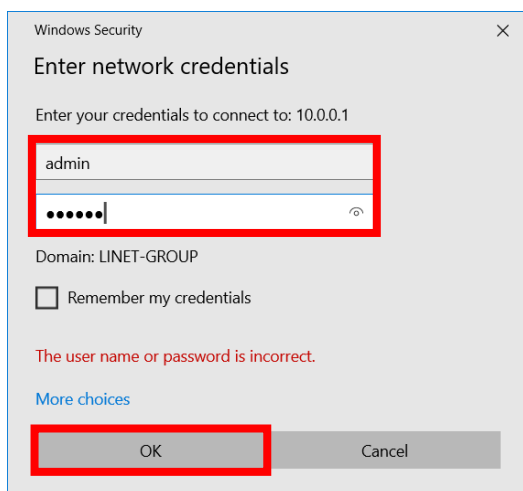 Windows Security
Enter network credentials
Enter your credentials to connect to: 10.0.0.1
admin
●●●●●●
Domain: LINET-GROUP
Remember my credentials
The user name or password is incorrect.
More choices
OK Cancel